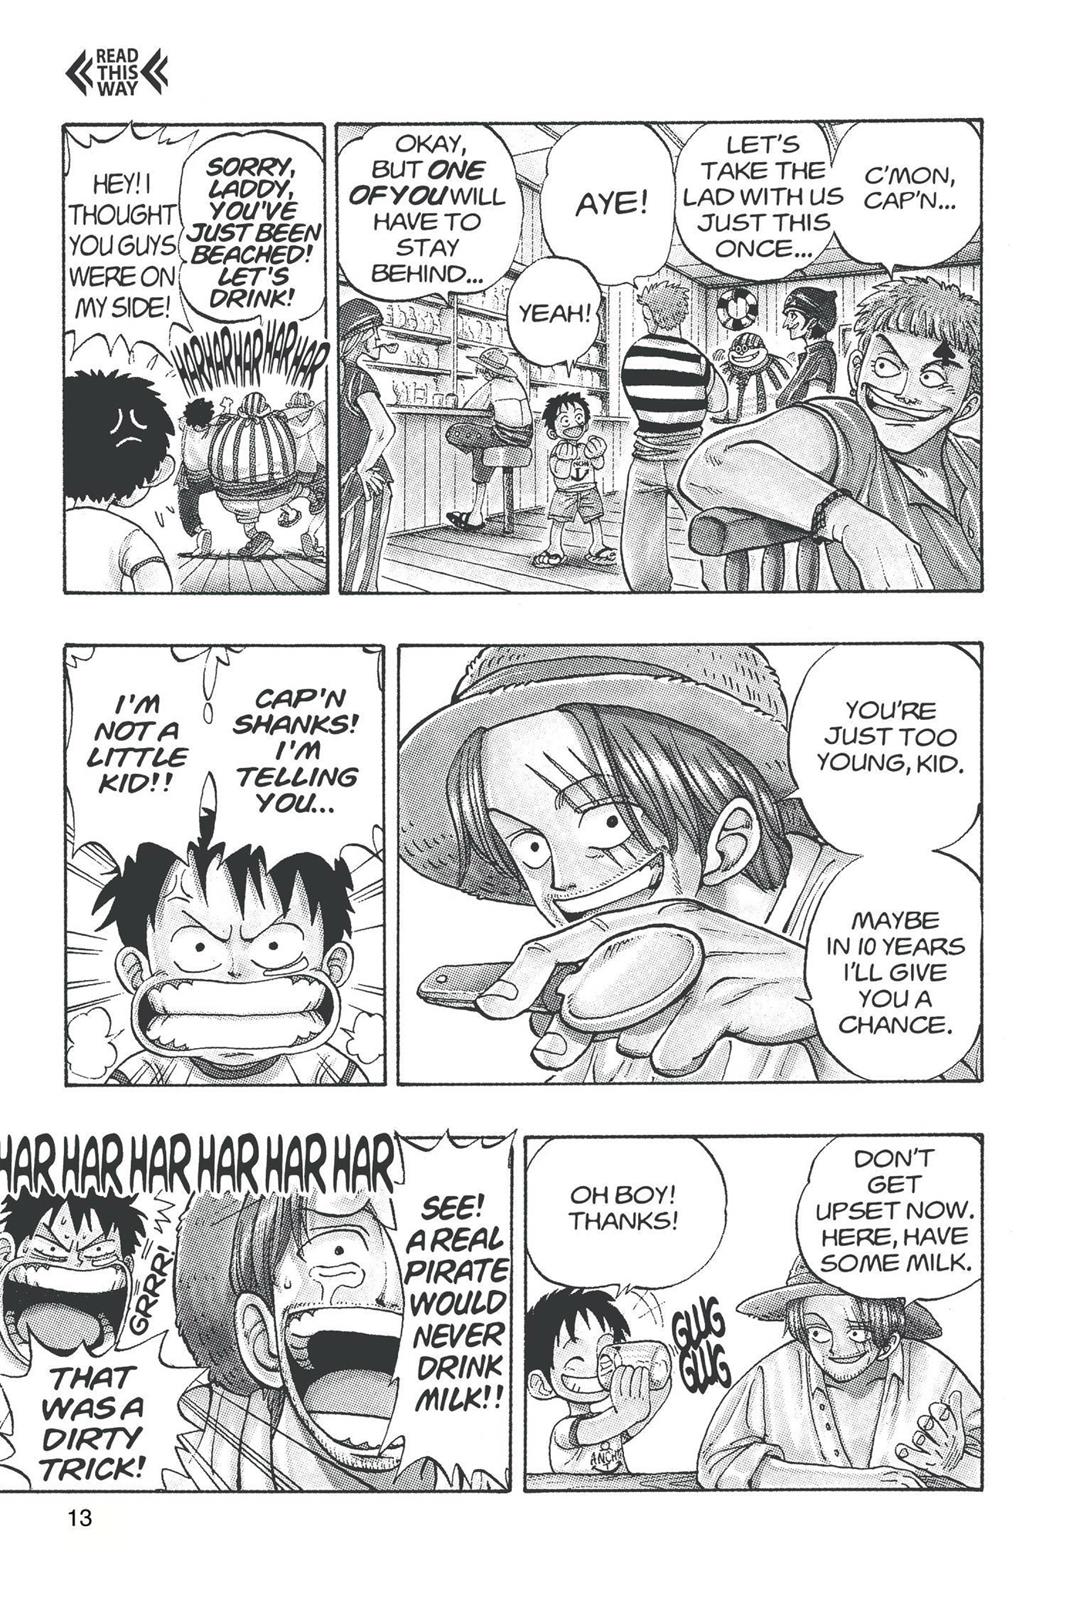 READ
THIS
WAY
C'MON,
CAP'N...
LET'S
TAKE THE
LAD WITH US
JUST THIS
ONCE...
AYE!
YEAH!
OKAY,
BUT ONE
OF YOU WILL
HAVE TO
STAY
BEHIND...
SORRY,
LADDY,
YOU'VE
JUST BEEN
BEACHED!
LET'S
DRINK!
HAR HAR HAR HAR HAR
HEY! I
THOUGHT
YOU GUYS
WERE ON
MY SIDE!
YOU'RE
JUST TOO
YOUNG, KID.
MAYBE
IN 10 YEARS
I'LL GIVE
YOU A
CHANCE.
CAP'N
SHANKS!
I'M
TELLING
YOU...
I'M
NOT A
LITTLE
KID!!
DON'T
GET
UPSET NOW.
HERE, HAVE
SOME MILK.
OH BOY!
THANKS!
GLUG
GLUG
ANCH
SEE!
A REAL
PIRATE
WOULD
NEVER
DRINK
MILK!!
HAR HAR HAR HAR HAR HAR
GRRR!
THAT
WAS A
DIRTY
TRICK!
13